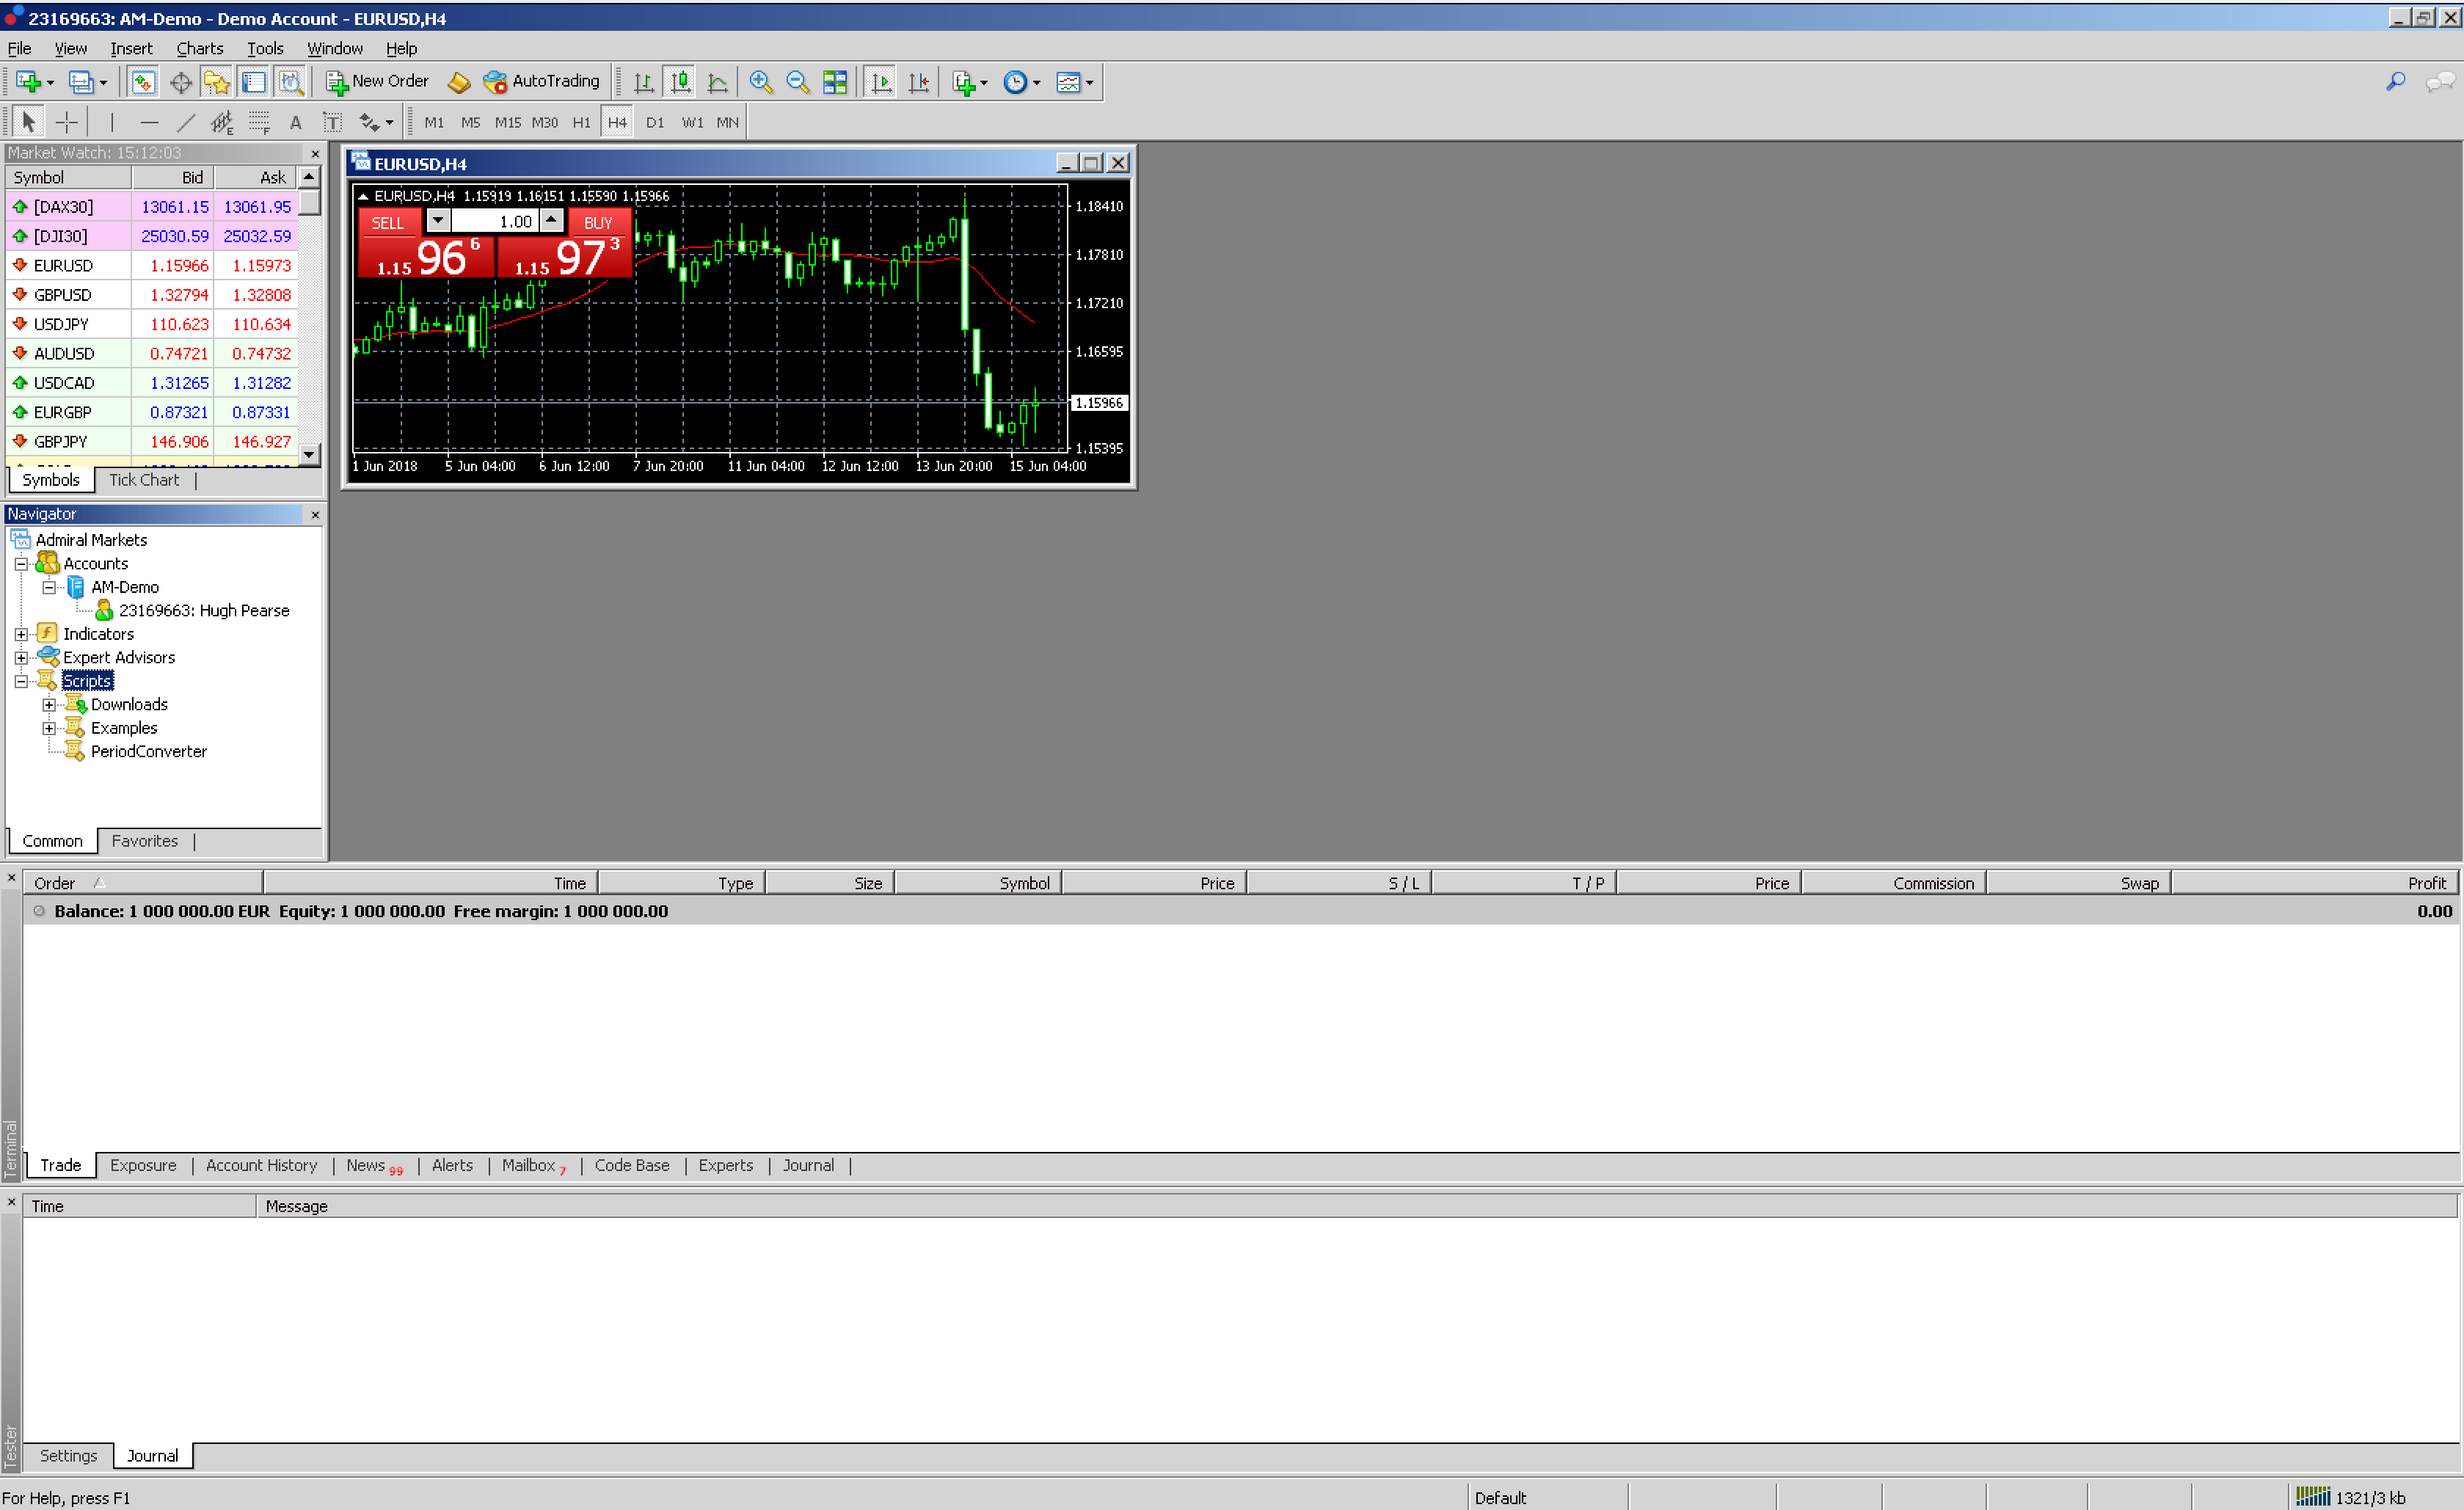 23169663: AM-Demo - Demo Account - EURUSD,H4
File View Insert Charts Tools Window Help
New Order AutoTrading
A T M1 M5 M15 M30 H1 H4 D1 W1 MN
Market Watch: 15:12:03
Symbol Bid Ask
[DAX30] 13061.15 13061.95
[DJI30] 25030.59 25032.59
EURUSD 1.15966 1.15973
GBPUSD 1.32794 1.32808
USDJPY 110.623 110.634
AUDUSD 0.74721 0.74732
USDCAD 1.31265 1.31282
EURGBP 0.87321 0.87331
GBPJPY 146.906 146.927
Symbols Tick Chart
EURUSD,H4
EURUSD,H4 1.15919 1.16151 1.15590 1.15966
SELL 1.00 BUY
1.15 96 6 1.15 97 3
1.18410
1.17810
1.17210
1.16595
1.15966
1.15395
1 Jun 2018 5 Jun 04:00 6 Jun 12:00 7 Jun 20:00 11 Jun 04:00 12 Jun 12:00 13 Jun 20:00 15 Jun 04:00
Navigator
Admiral Markets
Accounts
AM-Demo
23169663: Hugh Pearse
Indicators
Expert Advisors
Scripts
Downloads
Examples
PeriodConverter
Common Favorites
Order Time Type Size Symbol Price S / L T / P Price Commission Swap Profit
Balance: 1 000 000.00 EUR Equity: 1 000 000.00 Free margin: 1 000 000.00 0.00
Terminal
Trade Exposure Account History News 99 Alerts Mailbox 7 Code Base Experts Journal
Time Message
Tester
Settings Journal
For Help, press F1 Default 1321/3 kb